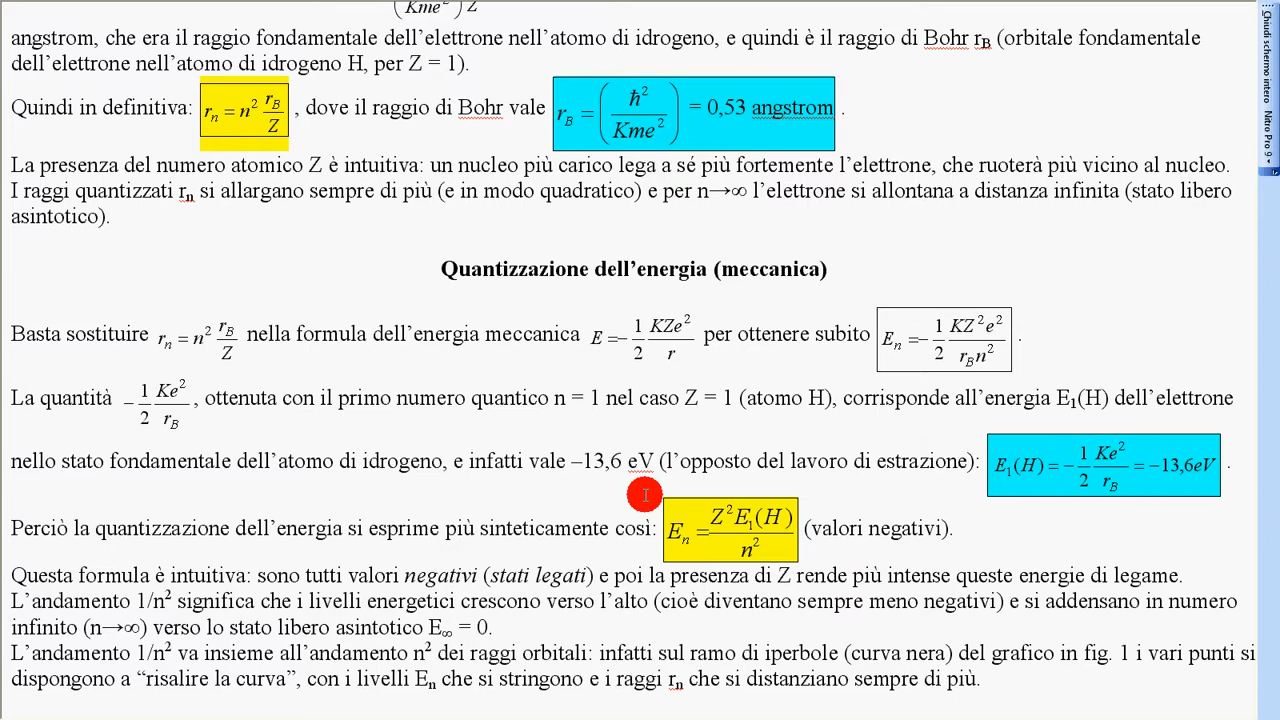 (Kme²) Z
angstrom, che era il raggio fondamentale dell'elettrone nell'atomo di idrogeno, e quindi è il raggio di Bohr r_B (orbitale fondamentale
dell'elettrone nell'atomo di idrogeno H, per Z = 1).
Quindi in definitiva: r_n = n² r_B/Z , dove il raggio di Bohr vale r_B = (ħ²/Kme²) = 0,53 angstrom .
La presenza del numero atomico Z è intuitiva: un nucleo più carico lega a sé più fortemente l'elettrone, che ruoterà più vicino al nucleo.
I raggi quantizzati r_n si allargano sempre di più (e in modo quadratico) e per n→∞ l'elettrone si allontana a distanza infinita (stato libero
asintotico).
Quantizzazione dell'energia (meccanica)
Basta sostituire r_n = n² r_B/Z nella formula dell'energia meccanica E = −1/2 KZe²/r per ottenere subito E_n = −1/2 KZ²e²/r_Bn² .
La quantità −1/2 Ke²/r_B , ottenuta con il primo numero quantico n = 1 nel caso Z = 1 (atomo H), corrisponde all'energia E₁(H) dell'elettrone
nello stato fondamentale dell'atomo di idrogeno, e infatti vale –13,6 eV (l'opposto del lavoro di estrazione): E₁(H) = −1/2 Ke²/r_B = −13,6eV .
Perciò la quantizzazione dell'energia si esprime più sinteticamente così: E_n = Z²E₁(H)/n² (valori negativi).
Questa formula è intuitiva: sono tutti valori negativi (stati legati) e poi la presenza di Z rende più intense queste energie di legame.
L'andamento 1/n² significa che i livelli energetici crescono verso l'alto (cioè diventano sempre meno negativi) e si addensano in numero
infinito (n→∞) verso lo stato libero asintotico E∞ = 0.
L'andamento 1/n² va insieme all'andamento n² dei raggi orbitali: infatti sul ramo di iperbole (curva nera) del grafico in fig. 1 i vari punti si
dispongono a "risalire la curva", con i livelli E_n che si stringono e i raggi r_n che si distanziano sempre di più.
Chiudi schermo intero
Nitro Pro 9